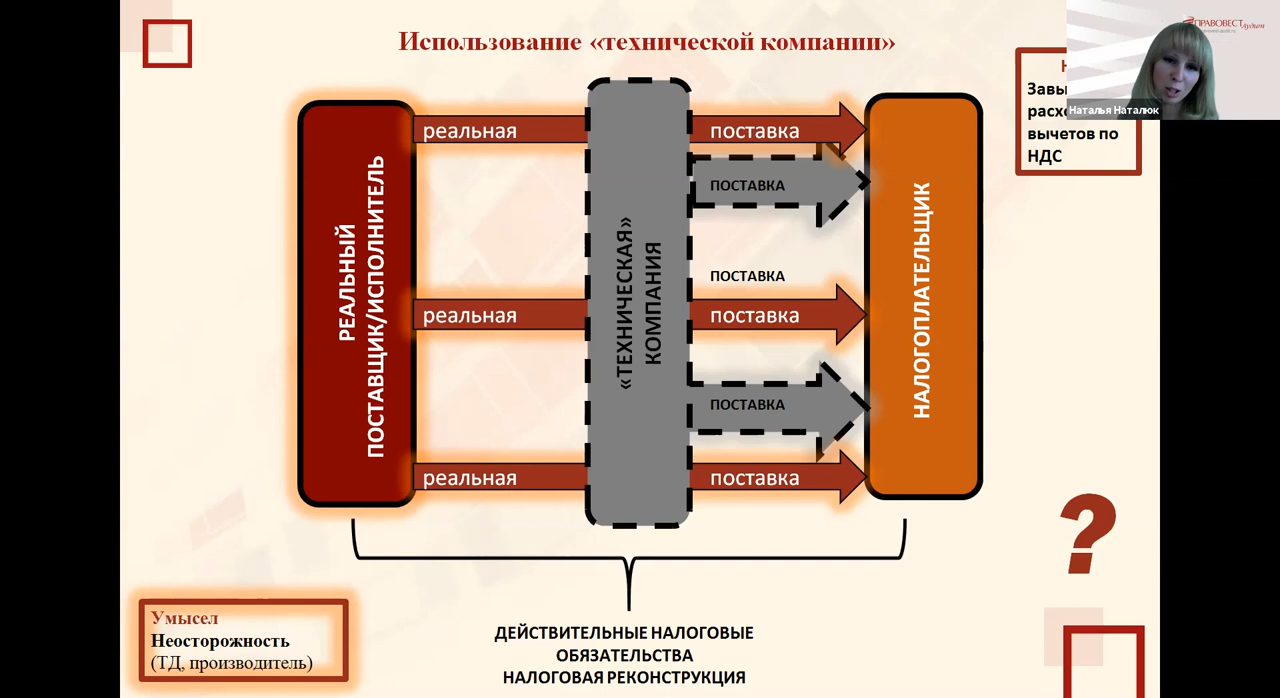 Использование «технической компании»
ПРАВОВЕСТ
Аудит
Наталья Наталюк
Завы
расхо
вычетов по
НДС
РЕАЛЬНЫЙ
ПОСТАВЩИК/ИСПОЛНИТЕЛЬ
«ТЕХНИЧЕСКАЯ»
КОМПАНИЯ
НАЛОГОПЛАТЕЛЬЩИК
реальная
поставка
ПОСТАВКА
ПОСТАВКА
реальная
поставка
ПОСТАВКА
реальная
поставка
?
Умысел
Неосторожность
(ТД, производитель)
ДЕЙСТВИТЕЛЬНЫЕ НАЛОГОВЫЕ
ОБЯЗАТЕЛЬСТВА
НАЛОГОВАЯ РЕКОНСТРУКЦИЯ